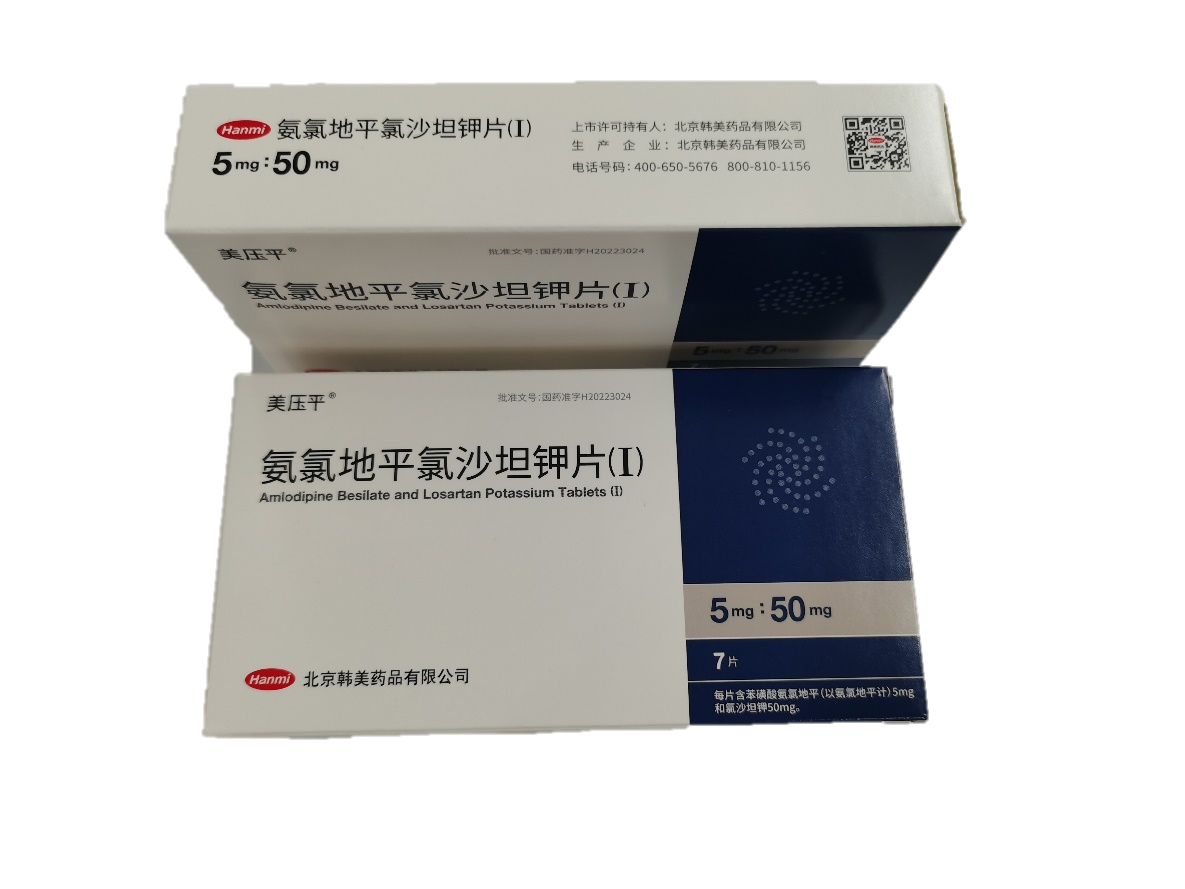 Hanmi 氨氯地平氯沙坦钾片(I)
5mg:50mg
上市许可持有人：北京韩美药品有限公司
生 产 企 业：北京韩美药品有限公司
电话号码：400-650-5676 800-810-1156
美压平®
批准文号：国药准字H20223024
氨氯地平氯沙坦钾片(I)
Amlodipine Besilate and Losartan Potassium Tablets (I)
5mg:50mg
美压平®
批准文号：国药准字H20223024
氨氯地平氯沙坦钾片(I)
Amlodipine Besilate and Losartan Potassium Tablets (I)
5mg:50mg
7片
每片含苯磺酸氨氯地平（以氨氯地平计）5mg
和氯沙坦钾50mg。
Hanmi 北京韩美药品有限公司